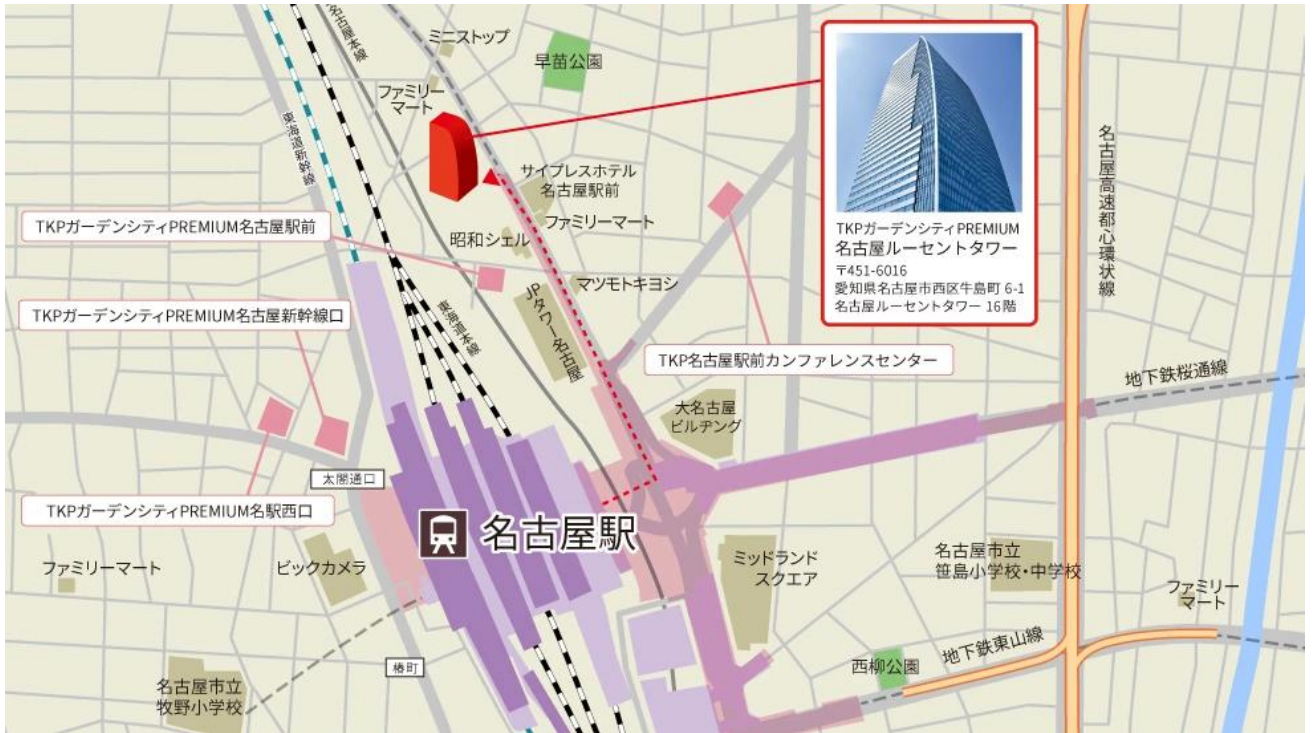 名古屋本線
ミニストップ
早苗公園
ファミリー
マート
東海道新幹線
サイプレスホテル
名古屋駅前
ファミリーマート
昭和シェル
マツモトキヨシ
JPタワー名古屋
東海道本線
TKPガーデンシティPREMIUM名古屋駅前
TKPガーデンシティPREMIUM名古屋新幹線口
TKPガーデンシティPREMIUM名駅西口
TKPガーデンシティPREMIUM
名古屋ルーセントタワー
〒451-6016
愛知県名古屋市西区牛島町 6-1
名古屋ルーセントタワー 16階
名古屋高速都心環状線
TKP名古屋駅前カンファレンスセンター
地下鉄桜通線
大名古屋
ビルヂング
太閤通口
名古屋駅
ファミリーマート
ビックカメラ
ミッドランド
スクエア
名古屋市立
笹島小学校・中学校
ファミリー
マート
地下鉄東山線
西柳公園
椿町
名古屋市立
牧野小学校